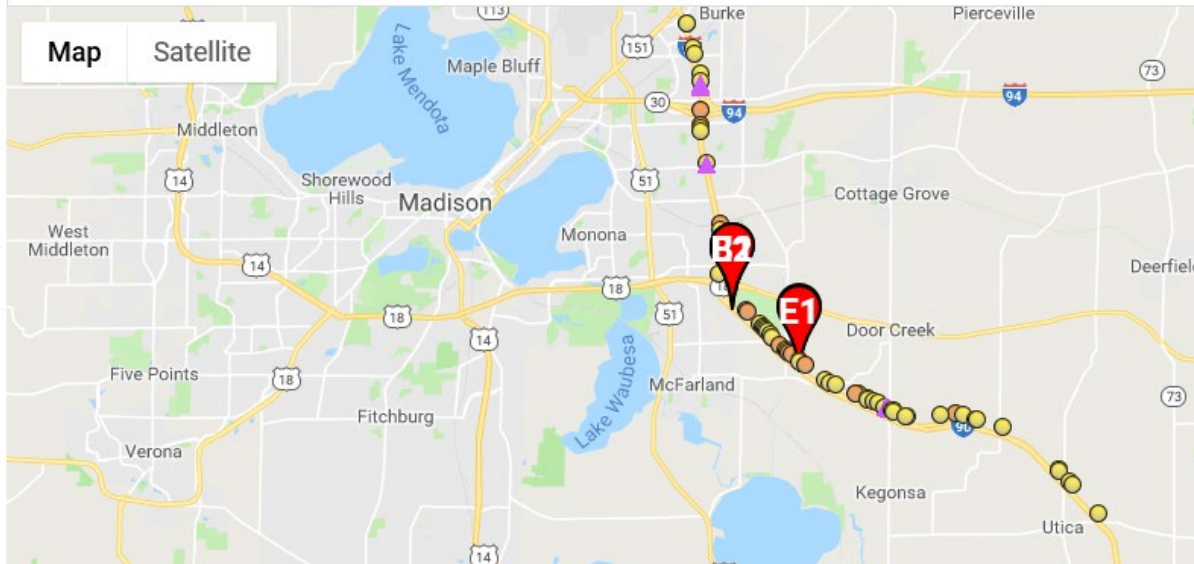 113
Burke
Pierceville
Map
Satellite
151
Maple Bluff
73
Lake Mendota
30
94
94
Middleton
14
Shorewood
Hills
51
51
Madison
Cottage Grove
West
Middleton
Monona
B2
14
Deerfield
18
18
18
E1
51
Door Creek
14
Five Points
18
Lake Waubesa
McFarland
73
Fitchburg
90
Verona
Kegonsa
Utica
14